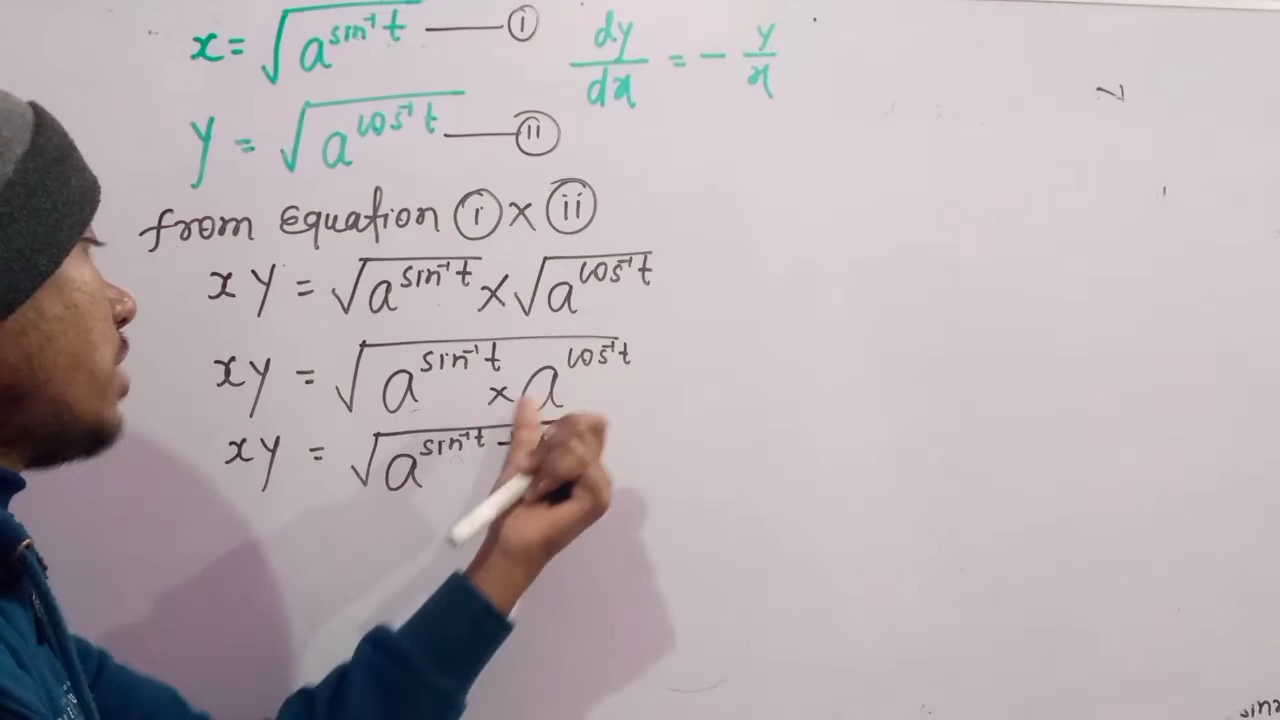 x = √a^sin⁻¹t —— (i)
dy/dx = - y/x
y = √a^cos⁻¹t —— (ii)
from Equation (i) × (ii)
xy = √a^sin⁻¹t × √a^cos⁻¹t
xy = √a^sin⁻¹t × a^cos⁻¹t
xy = √a^sin⁻¹t